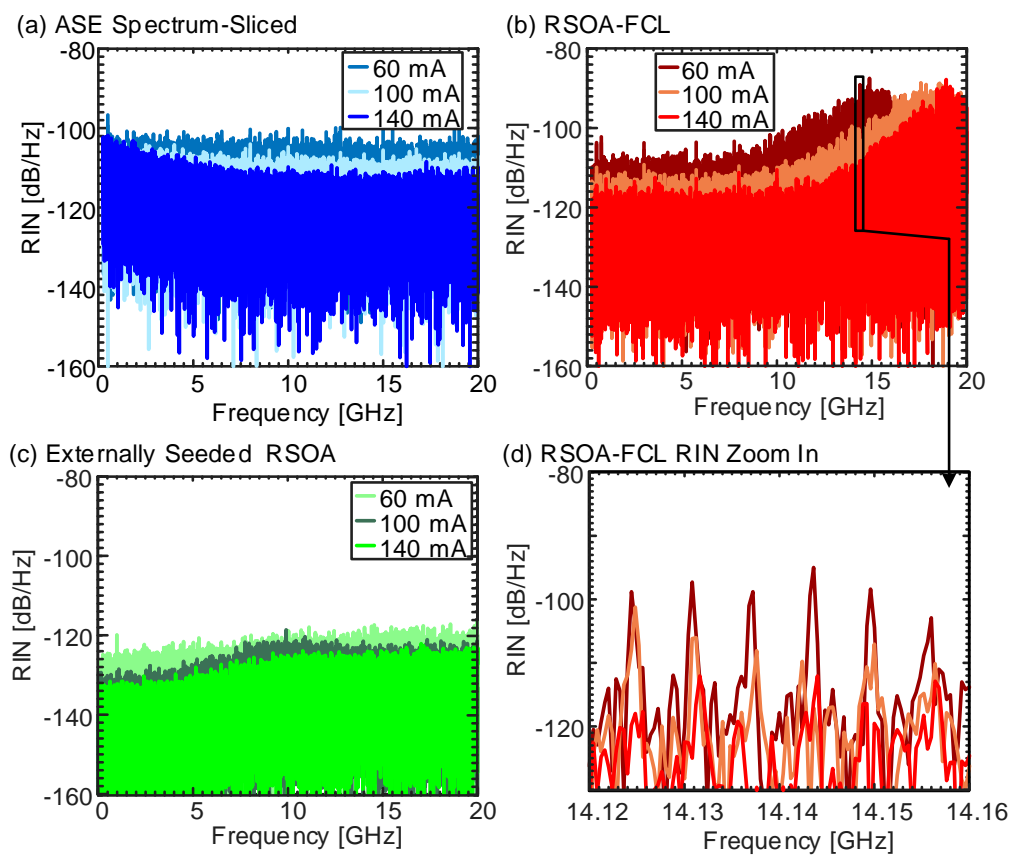 (a) ASE Spectrum-Sliced
-80
-100
-120
-140
-160
RIN [dB/Hz]
60 mA
100 mA
140 mA
0 5 10 15 20
Frequency [GHz]
(b) RSOA-FCL
-80
-100
-120
-140
-160
RIN [dB/Hz]
60 mA
100 mA
140 mA
0 5 10 15 20
Frequency [GHz]
(c) Externally Seeded RSOA
-80
-100
-120
-140
-160
RIN [dB/Hz]
60 mA
100 mA
140 mA
0 5 10 15 20
Frequency [GHz]
(d) RSOA-FCL RIN Zoom In
-80
-100
-120
RIN [dB/Hz]
14.12 14.13 14.14 14.15 14.16
Frequency [GHz]